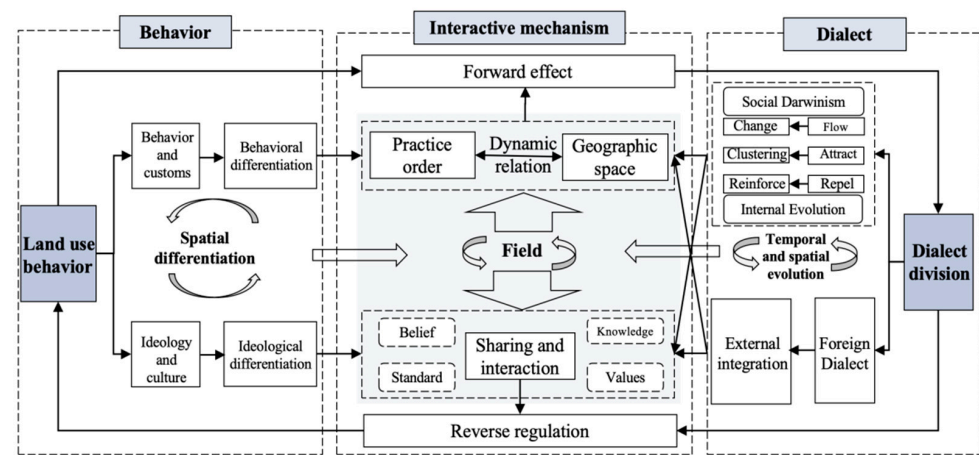 Behavior
Interactive mechanism
Dialect
Forward effect
Social Darwinism
Change
Flow
Clustering
Attract
Reinforce
Repel
Internal Evolution
Behavior
and
customs
Behavioral
differentiation
Practice
order
Dynamic
relation
Geographic
space
Land use
behavior
Spatial
differentiation
Field
Temporal
and spatial
evolution
Dialect
division
Ideology
and
culture
Ideological
differentiation
Belief
Knowledge
Sharing and
interaction
Standard
Values
External
integration
Foreign
Dialect
Reverse regulation